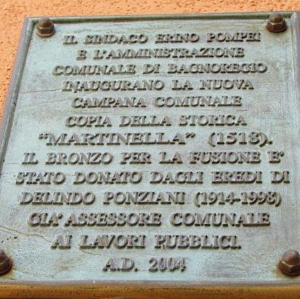 IL SINDACO ERINO POMPEI
E L'AMMINISTRAZIONE
COMUNALE DI BAGNOREGIO
INAUGURANO LA NUOVA
CAMPANA COMUNALE
COPIA DELLA STORICA
"MARTINELLA" (1518).
IL BRONZO PER LA FUSIONE E'
STATO DONATO DAGLI EREDI DI
DELINDO PONZIANI (1914-1998)
GIA' ASSESSORE COMUNALE
AI LAVORI PUBBLICI.
A.D. 2004